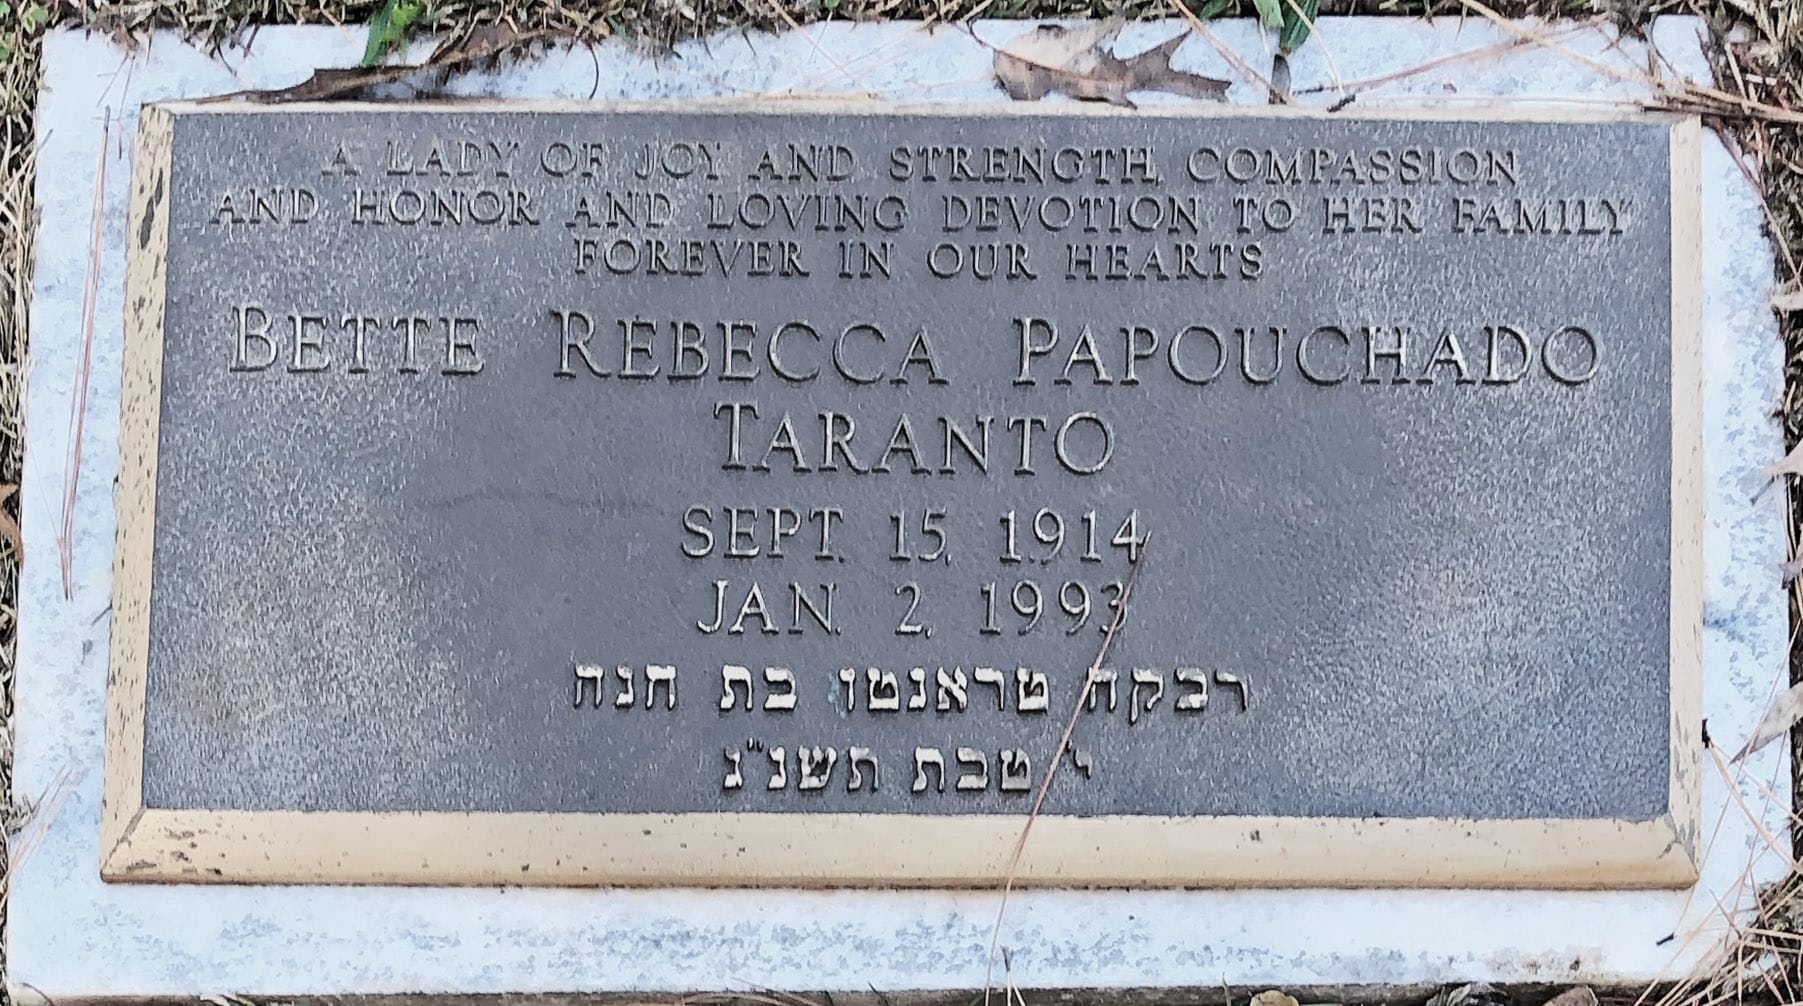 A LADY OF JOY AND STRENGTH, COMPASSION
AND HONOR AND LOVING DEVOTION TO HER FAMILY
FOREVER IN OUR HEARTS
BETTE REBECCA PAPOUCHADO
TARANTO
SEPT. 15, 1914
JAN. 2, 1993
רבקה טראנטו בת חנה
י' טבת תשנ"ג